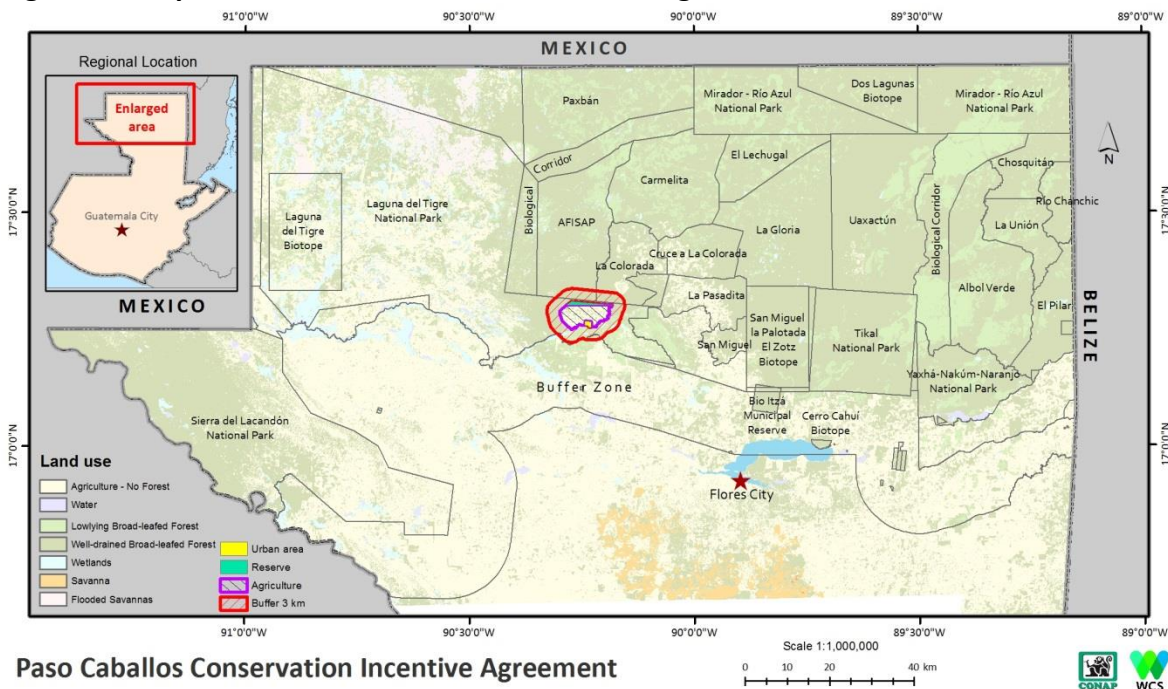 91°0'0"W
90°30'0"W
90°0'0"W
89°30'0"W
89°0'0"W
MEXICO
Regional Location
Enlarged
area
Guatemala City
MEXICO
17°30'0"N
17°0'0"N
Paxbán
Mirador - Río Azul
National Park
Dos Lagunas
Biotope
Mirador - Río Azul
National Park
N
Corridor
Biological
El Lechugal
Carmelita
Chosquitán
Río Chánchic
Laguna
del Tigre
Biotope
Laguna del Tigre
National Park
AFISAP
La Gloria
Uaxactún
Biological Corridor
La Unión
17°30'0"N
Cruce a La Colorada
La Colorada
Albol Verde
La Pasadita
El Pilar
BELIZE
San Miguel
San Miguel
la Palotada
El Zotz
Biotope
Tikal
National Park
Yaxhá-Nakúm-Naranjo
National Park
Buffer Zone
Bio Itzá
Municipal
Reserve
Cerro Cahuí
Biotope
Sierra del Lacandón
National Park
17°0'0"N
Flores City
Land use
Agriculture - No Forest
Water
Lowlying Broad-leafed Forest
Well-drained Broad-leafed Forest
Wetlands
Savanna
Flooded Savannas
Urban area
Reserve
Agriculture
Buffer 3 km
91°0'0"W
90°30'0"W
90°0'0"W
89°30'0"W
89°0'0"W
Paso Caballos Conservation Incentive Agreement
Scale 1:1,000,000
0 10 20 40 km
CONAP
WCS